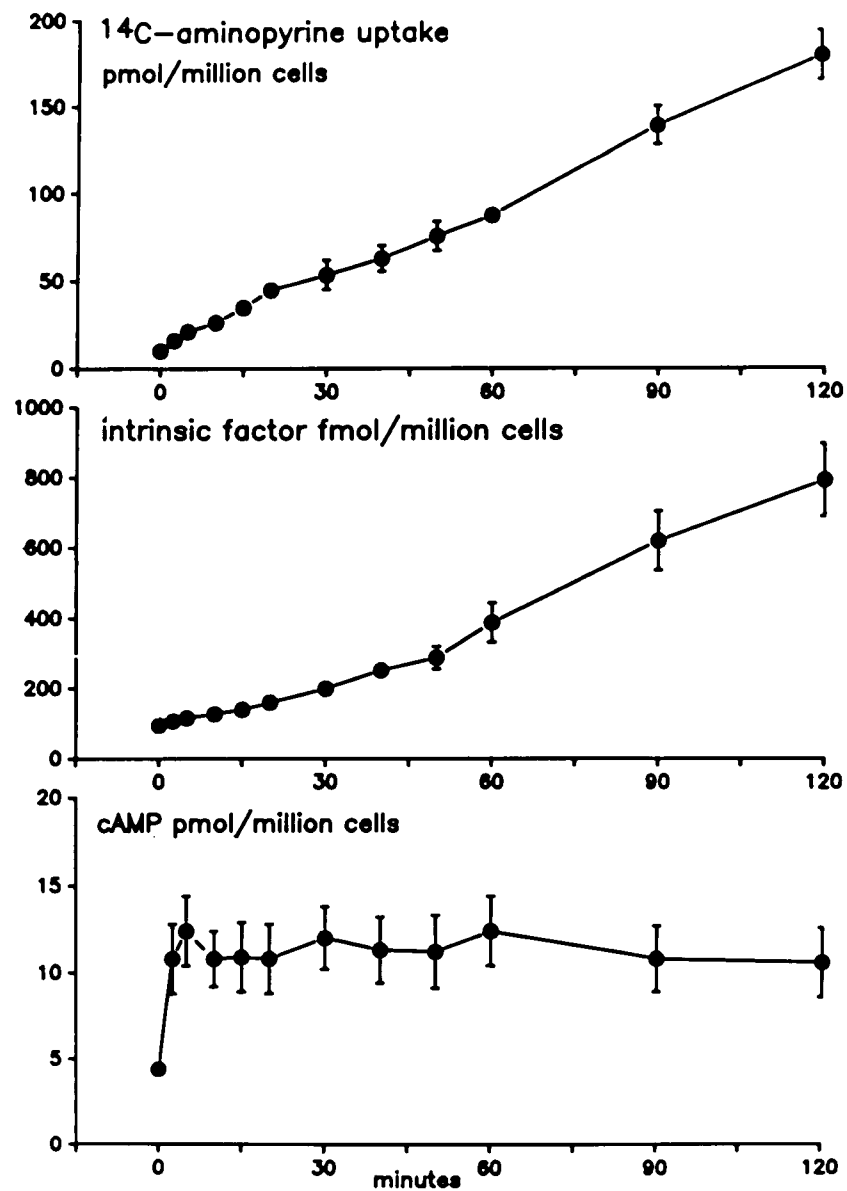 200
14C-aminopyrine uptake
pmol/million cells
150
100
50
0
0 30 60 90 120
1000
intrinsic factor fmol/million cells
800
600
400
200
0
0 30 60 90 120
20
cAMP pmol/million cells
15
10
5
0
0 30 60 90 120
minutes